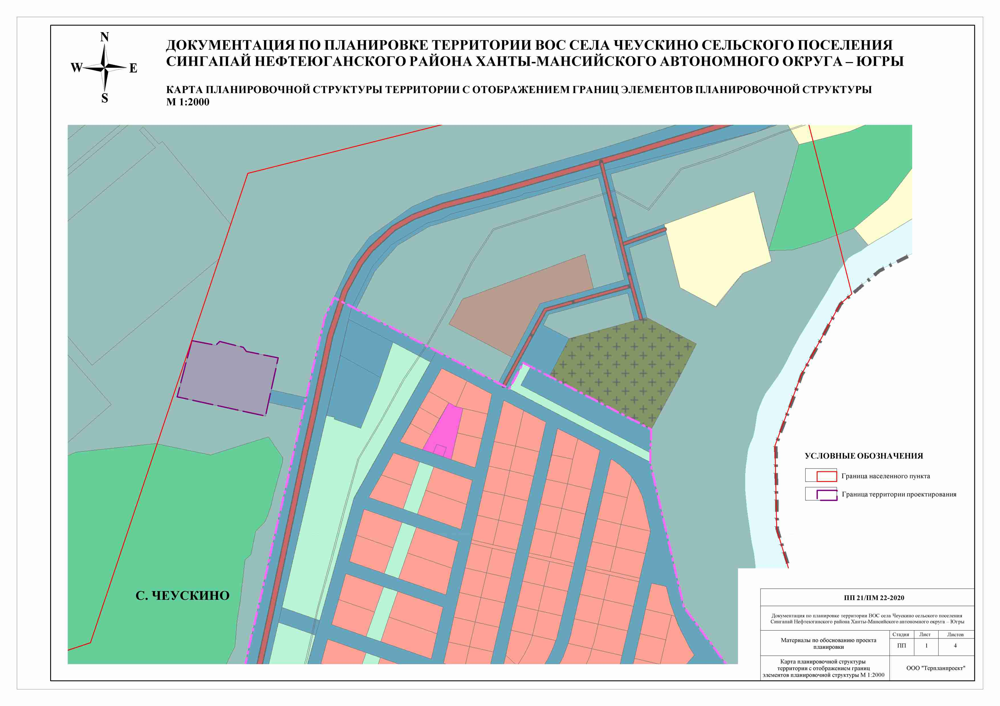 N
W
E
S
ДОКУМЕНТАЦИЯ ПО ПЛАНИРОВКЕ ТЕРРИТОРИИ ВОС СЕЛА ЧЕУСКИНО СЕЛЬСКОГО ПОСЕЛЕНИЯ
СИНГАПАЙ НЕФТЕЮГАНСКОГО РАЙОНА ХАНТЫ-МАНСИЙСКОГО АВТОНОМНОГО ОКРУГА – ЮГРЫ
КАРТА ПЛАНИРОВОЧНОЙ СТРУКТУРЫ ТЕРРИТОРИИ С ОТОБРАЖЕНИЕМ ГРАНИЦ ЭЛЕМЕНТОВ ПЛАНИРОВОЧНОЙ СТРУКТУРЫ
М 1:2000
УСЛОВНЫЕ ОБОЗНАЧЕНИЯ
Граница населенного пункта
Граница территории проектирования
С. ЧЕУСКИНО
ПП 21/ПМ 22-2020
Документация по планировке территории ВОС села Чеускино сельского поселения
Сингапай Нефтеюганского района Ханты-Мансийского автономного округа – Югры
Материалы по обоснованию проекта
планировки
Стадия Лист Листов
ПП 1 4
Карта планировочной структуры
территории с отображением границ
элементов планировочной структуры М 1:2000
ООО "Терпланпроект"